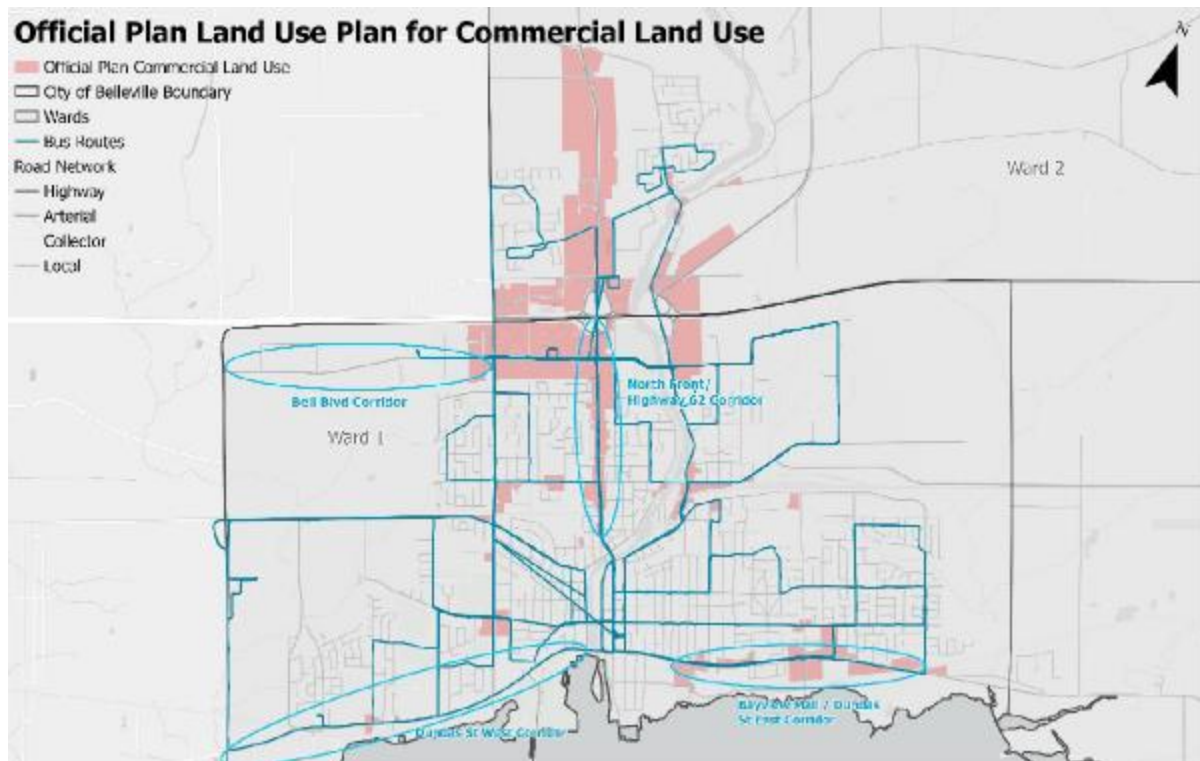 Official Plan Land Use Plan for Commercial Land Use
Official Plan Commercial Land Use
City of Belleville Boundary
Wards
Bus Routes
Road Network
Highway
Arterial
Collector
Local
N
Ward 2
North Front/
Highway 62 Corridor
Bell Blvd Corridor
Ward 1
Bayview Mall / Dundas
St East Corridor
Dundas St West Corridor